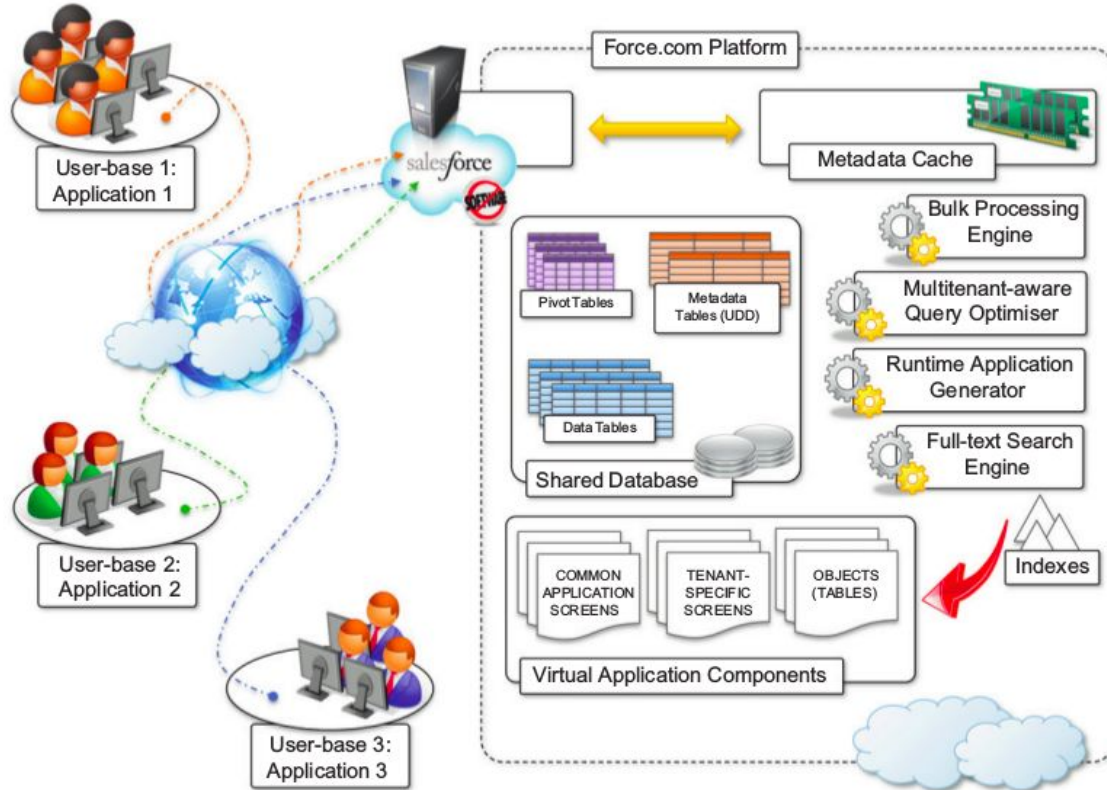 Force.com Platform
User-base 1:
Application 1
salesforce
SOFTWARE
Metadata Cache
Bulk Processing
Engine
Pivot Tables
Metadata
Tables (UDD)
Multitenant-aware
Query Optimiser
Runtime Application
Generator
Data Tables
Full-text Search
Engine
Shared Database
User-base 2:
Application 2
COMMON
APPLICATION
SCREENS
TENANT-
SPECIFIC
SCREENS
OBJECTS
(TABLES)
Indexes
Virtual Application Components
User-base 3:
Application 3